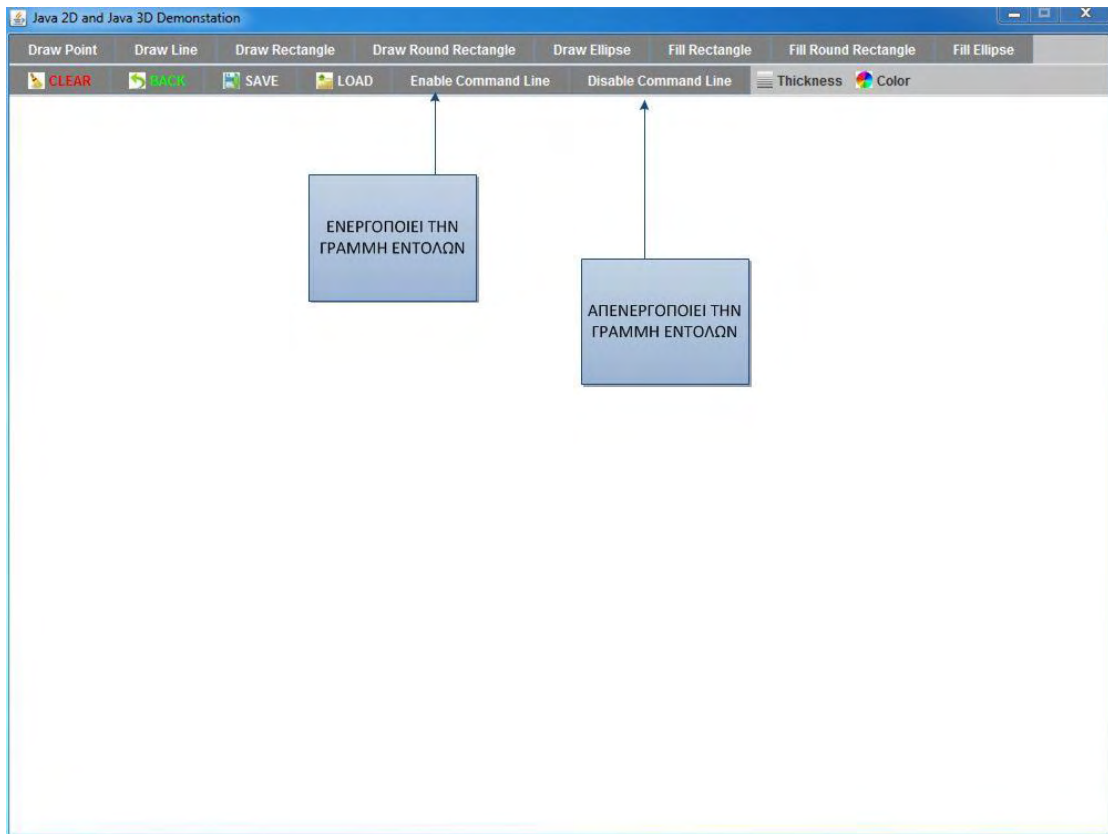 Java 2D and Java 3D Demonstation
Draw Point Draw Line Draw Rectangle Draw Round Rectangle Draw Ellipse Fill Rectangle Fill Round Rectangle Fill Ellipse
CLEAR BACK SAVE LOAD Enable Command Line Disable Command Line Thickness Color
ΕΝΕΡΓΟΠΟΙΕΙ ΤΗΝ
ΓΡΑΜΜΗ ΕΝΤΟΛΩΝ
ΑΠΕΝΕΡΓΟΠΟΙΕΙ ΤΗΝ
ΓΡΑΜΜΗ ΕΝΤΟΛΩΝ